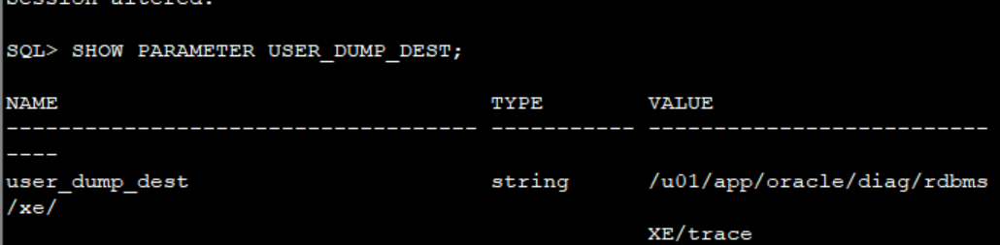 Session altered.
SQL> SHOW PARAMETER USER_DUMP_DEST;
NAME                                 TYPE        VALUE
------------------------------------ ----------- --------------------------
----
user_dump_dest                       string      /u01/app/oracle/diag/rdbms
/xe/
                                                 XE/trace